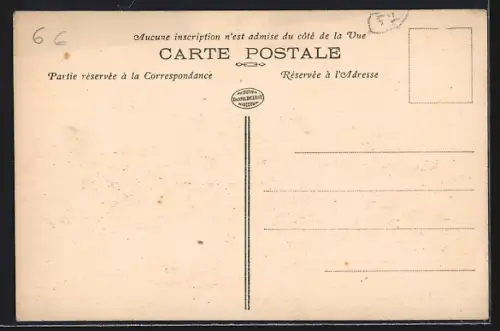 66
Aucune inscription n'est admise du côté de la Vue
CARTE POSTALE
Partie réservée à la Correspondance
Réservée à l'Adresse